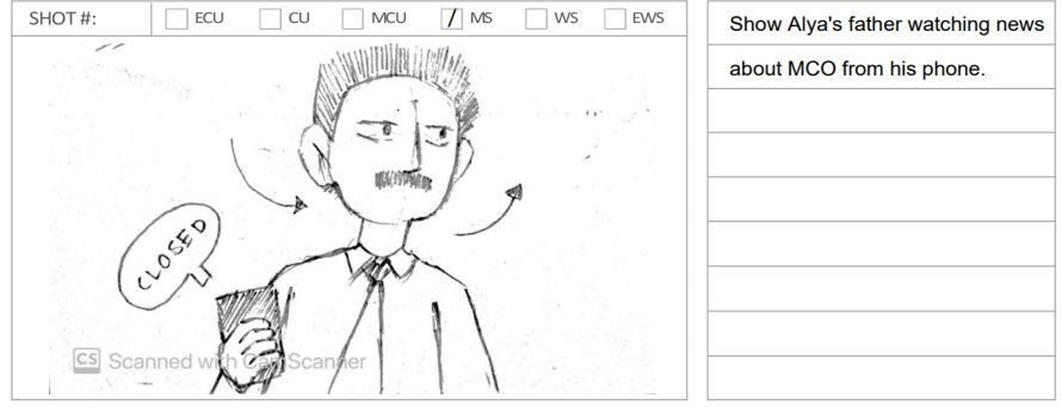 SHOT #:
ECU
CU
MCU
MS
WS
EWS
Show Alya's father watching news
about MCO from his phone.
CLOSED
CS Scanned with CamScanner